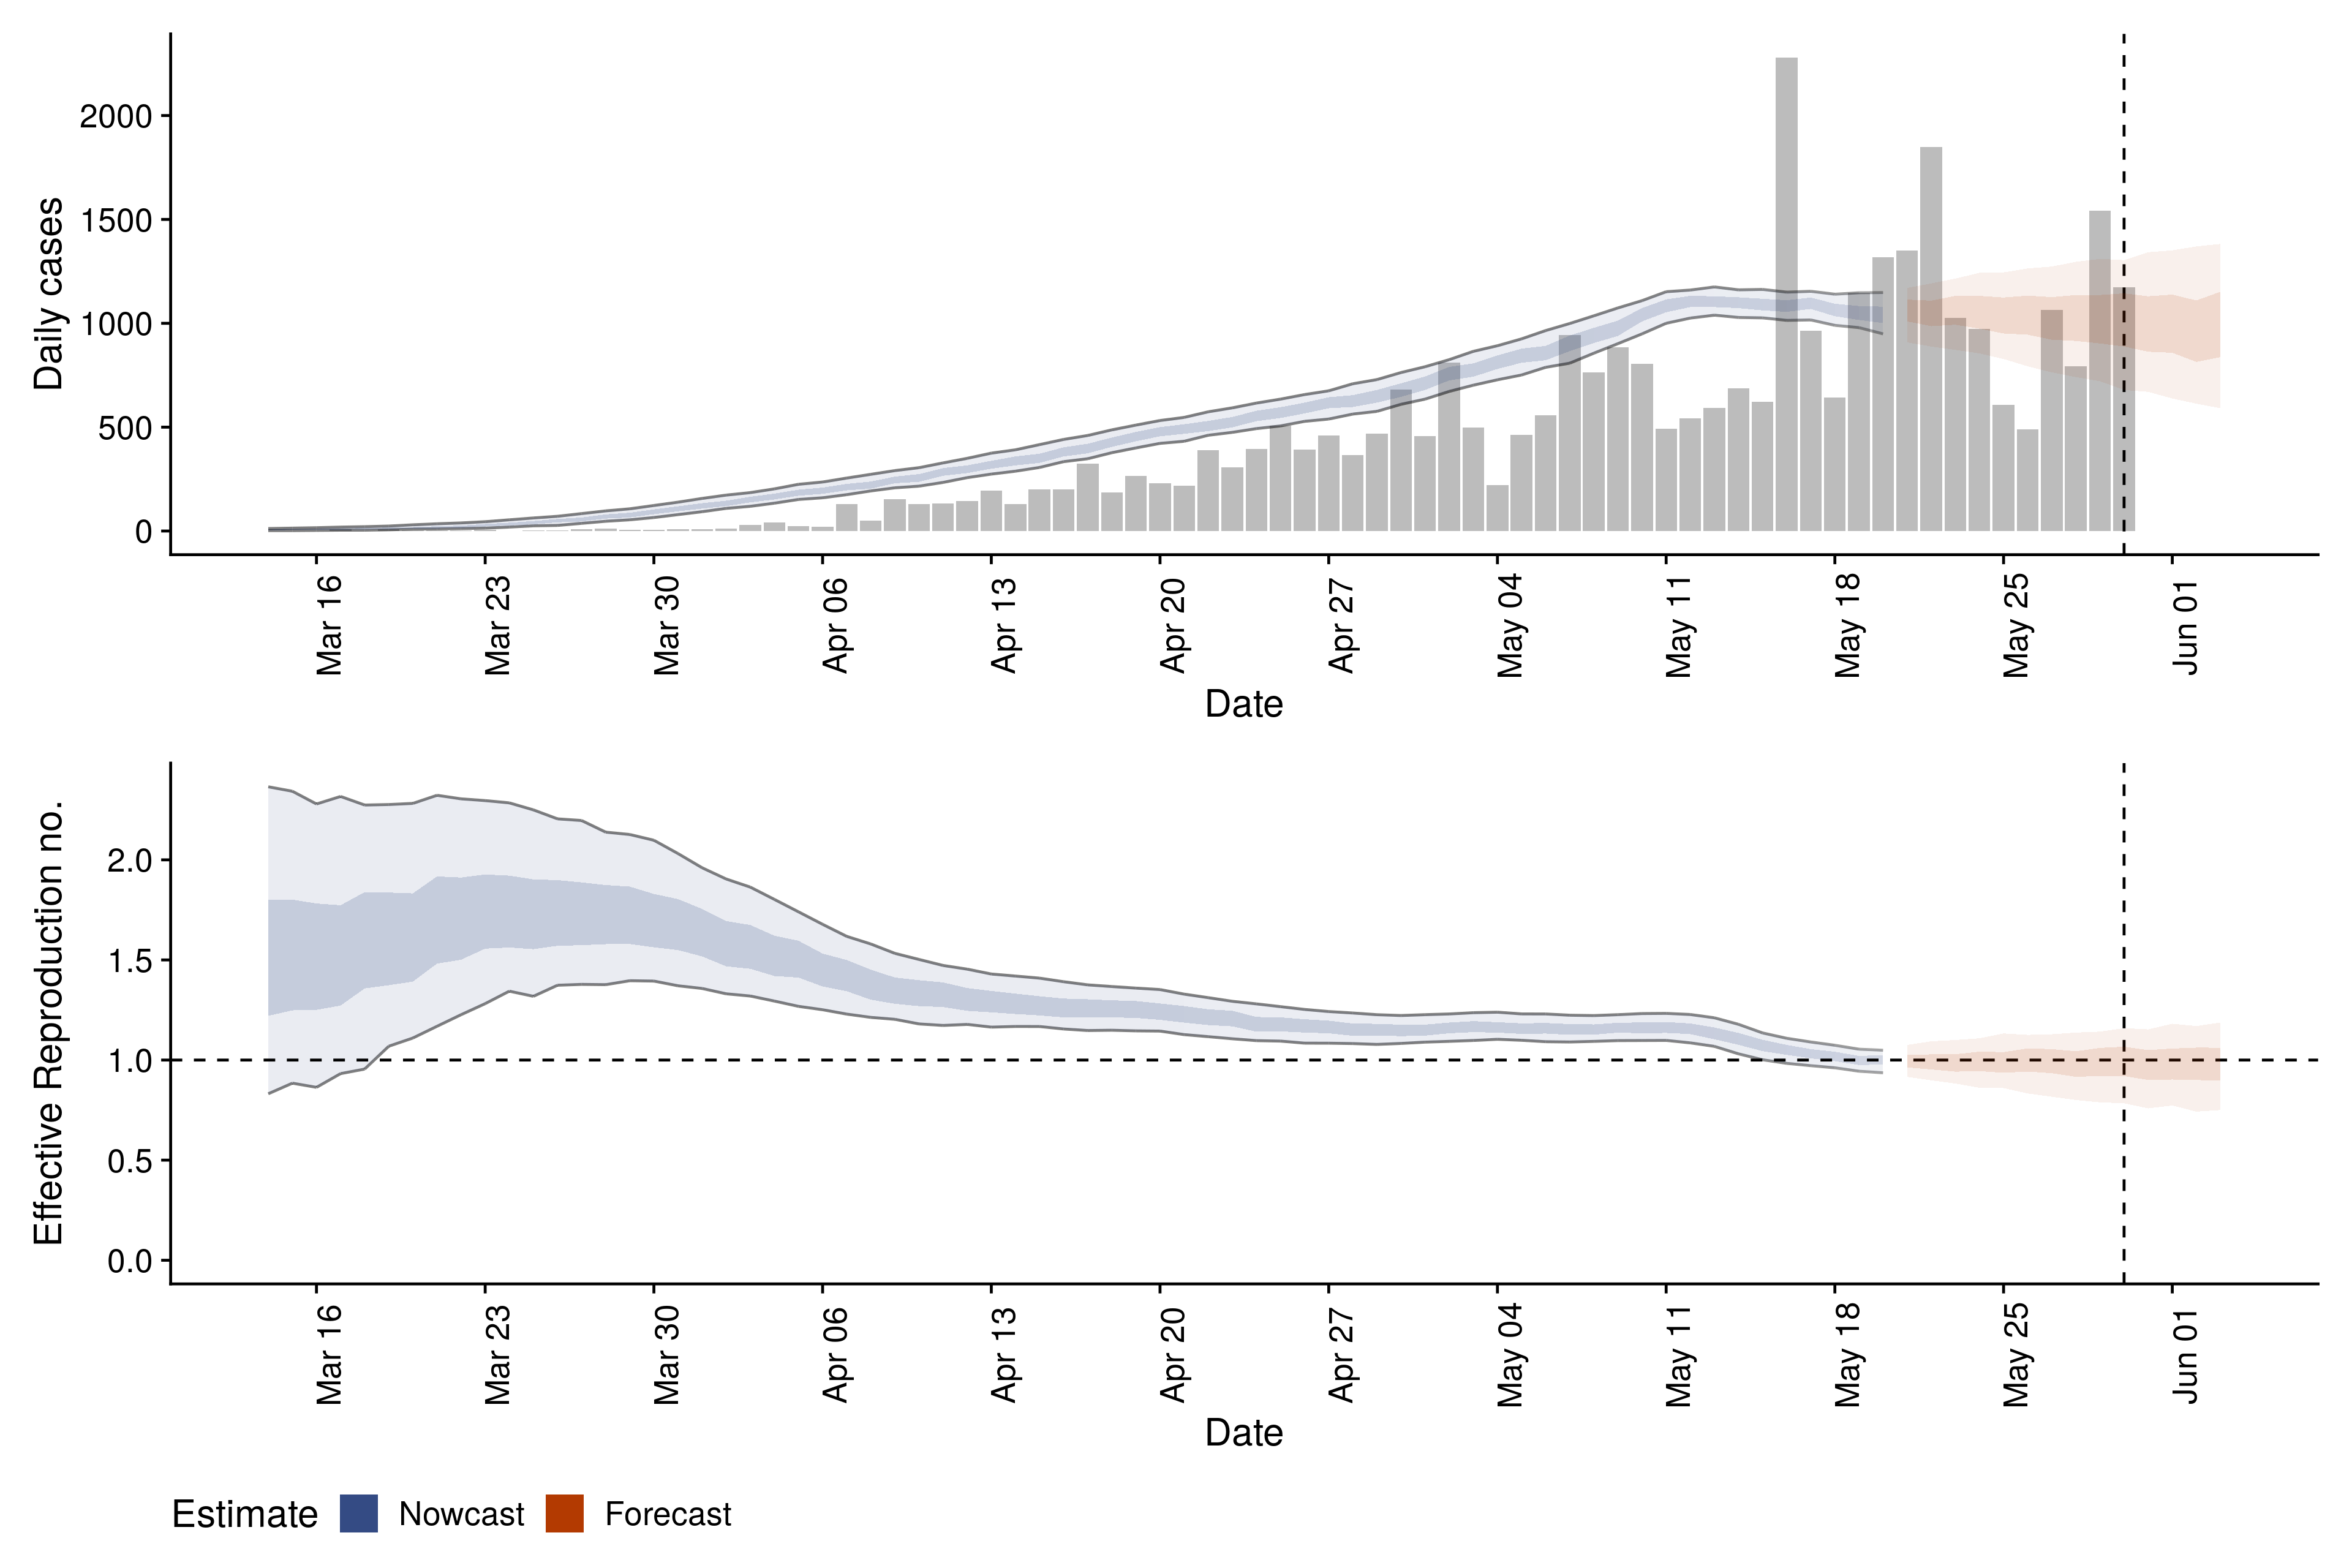 Daily cases
2000
1500
1000
500
0
Mar 16
Mar 23
Mar 30
Apr 06
Apr 13
Apr 20
Apr 27
May 04
May 11
May 18
May 25
Jun 01
Date
Effective Reproduction no.
2.0
1.5
1.0
0.5
0.0
Mar 16
Mar 23
Mar 30
Apr 06
Apr 13
Apr 20
Apr 27
May 04
May 11
May 18
May 25
Jun 01
Date
Estimate Nowcast Forecast